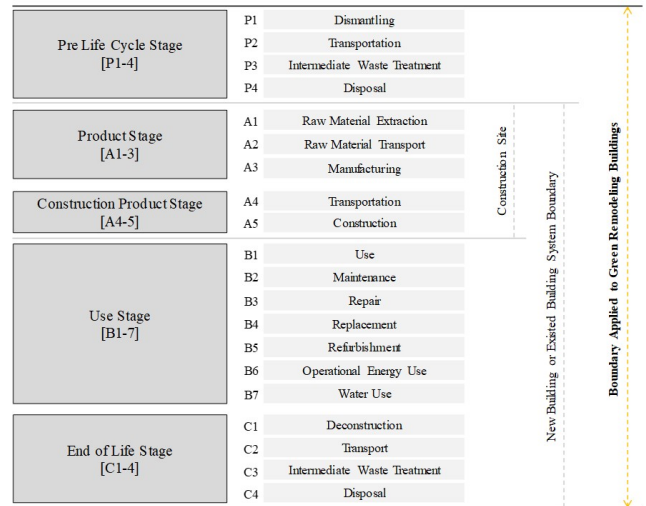 Pre Life Cycle Stage
[P1-4]
P1 Dismantling
P2 Transportation
P3 Intermediate Waste Treatment
P4 Disposal
Product Stage
[A1-3]
A1 Raw Material Extraction
A2 Raw Material Transport
A3 Manufacturing
Construction Product Stage
[A4-5]
A4 Transportation
A5 Construction
Use Stage
[B1-7]
B1 Use
B2 Maintenance
B3 Repair
B4 Replacement
B5 Refurbishment
B6 Operational Energy Use
B7 Water Use
End of Life Stage
[C1-4]
C1 Deconstruction
C2 Transport
C3 Intermediate Waste Treatment
C4 Disposal
Construction Site
New Building or Existed Building System Boundary
Boundary Applied to Green Remodeling Buildings